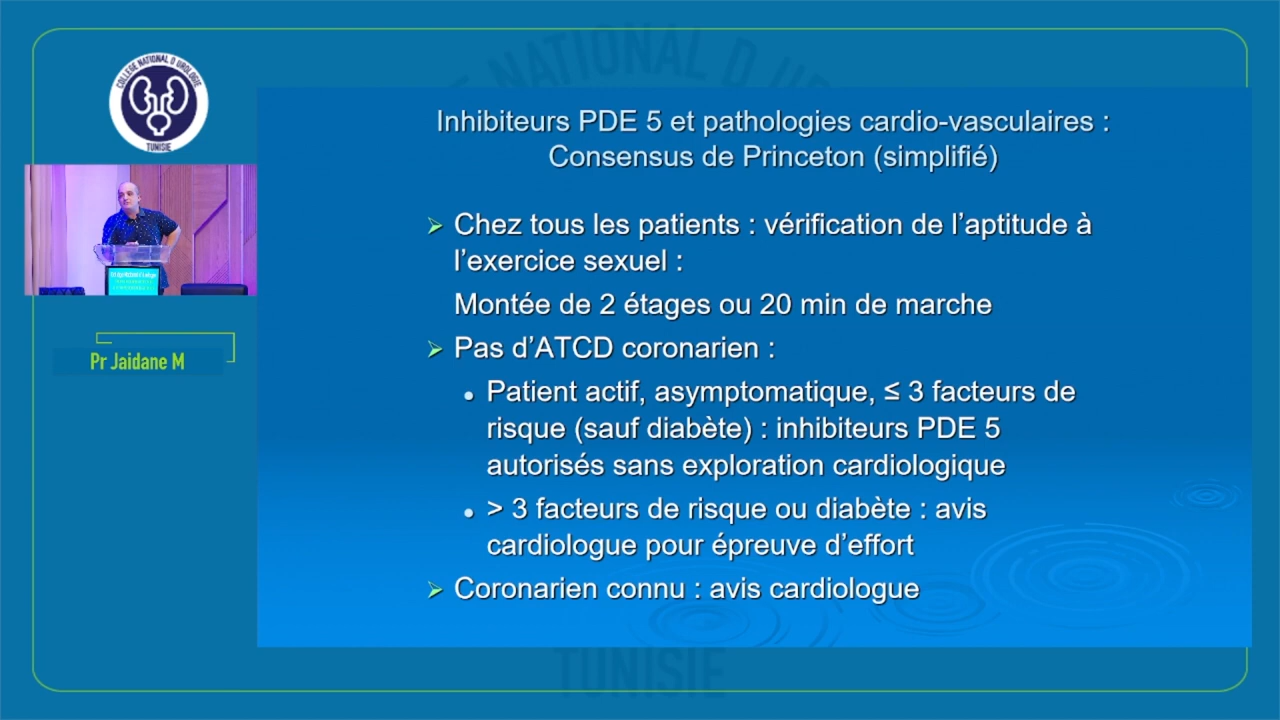 COLLÈGE NATIONAL D UROLOGIE
TUNISIE
Pr Jaidane M
Inhibiteurs PDE 5 et pathologies cardio-vasculaires :
Consensus de Princeton (simplifié)
Chez tous les patients : vérification de l’aptitude à
l’exercice sexuel :
Montée de 2 étages ou 20 min de marche
Pas d’ATCD coronarien :
Patient actif, asymptomatique, ≤ 3 facteurs de
risque (sauf diabète) : inhibiteurs PDE 5
autorisés sans exploration cardiologique
> 3 facteurs de risque ou diabète : avis
cardiologue pour épreuve d’effort
Coronarien connu : avis cardiologue
NATIONAL D
TUNISIE